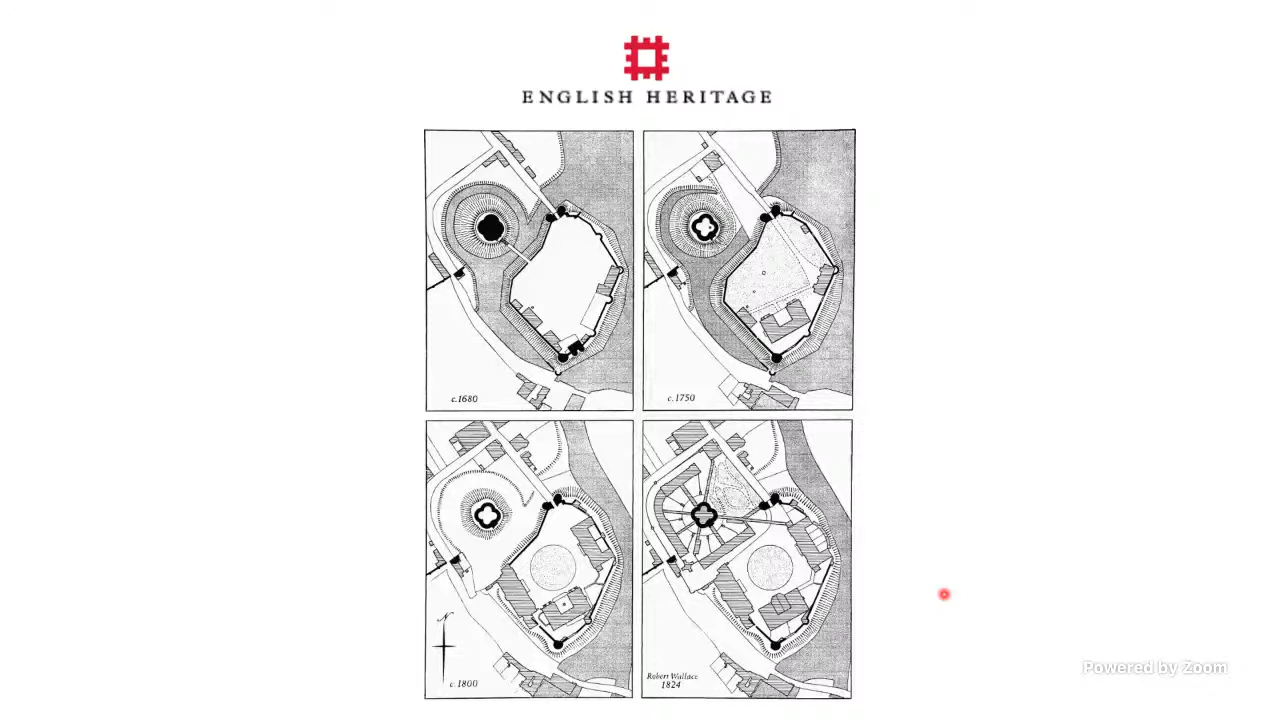 ENGLISH HERITAGE
c.1680
c.1750
N
c.1800
Robert Wallace
1824
Powered by Zoom